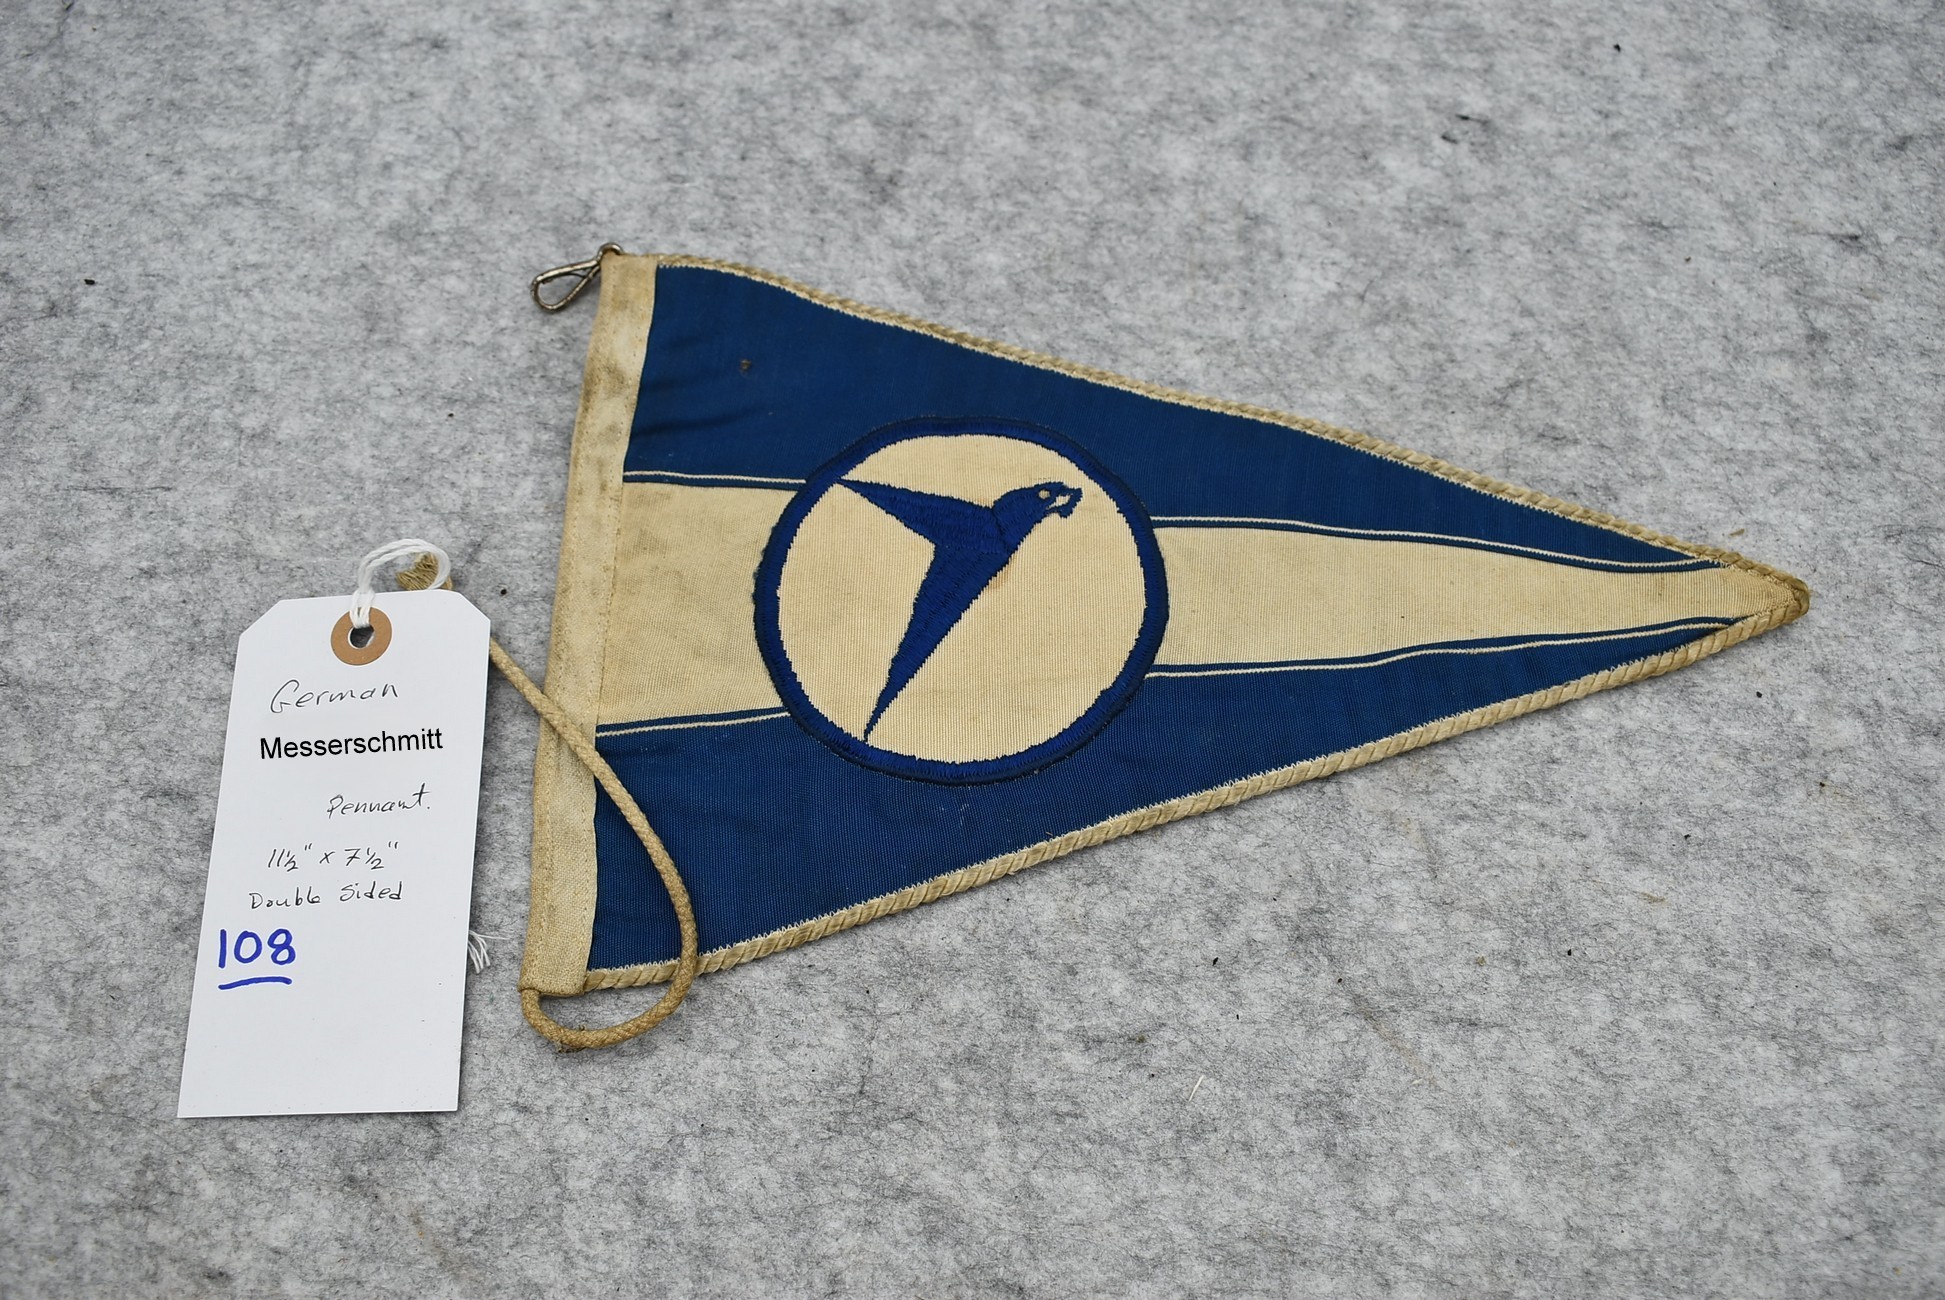 German
Messerschmitt
Pennant.
11½" x 7½"
Double Sided
108